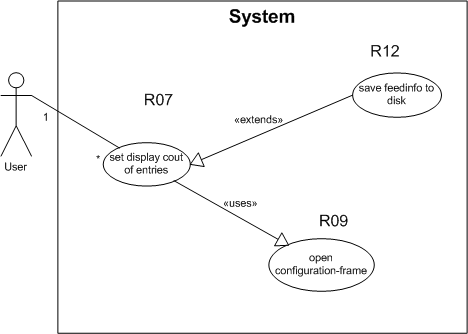 System
R12
save feedinfo to
disk
R07
«extends»
1
*
set display cout
of entries
User
«uses»
R09
open
configuration-frame